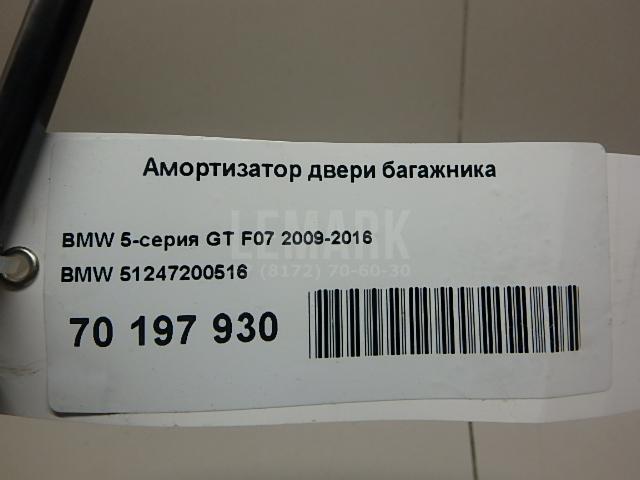 Амортизатор двери багажника
LEMARK
BMW 5-серия GT F07 2009-2016
(8172) 70-60-30
BMW 51247200516
70 197 930